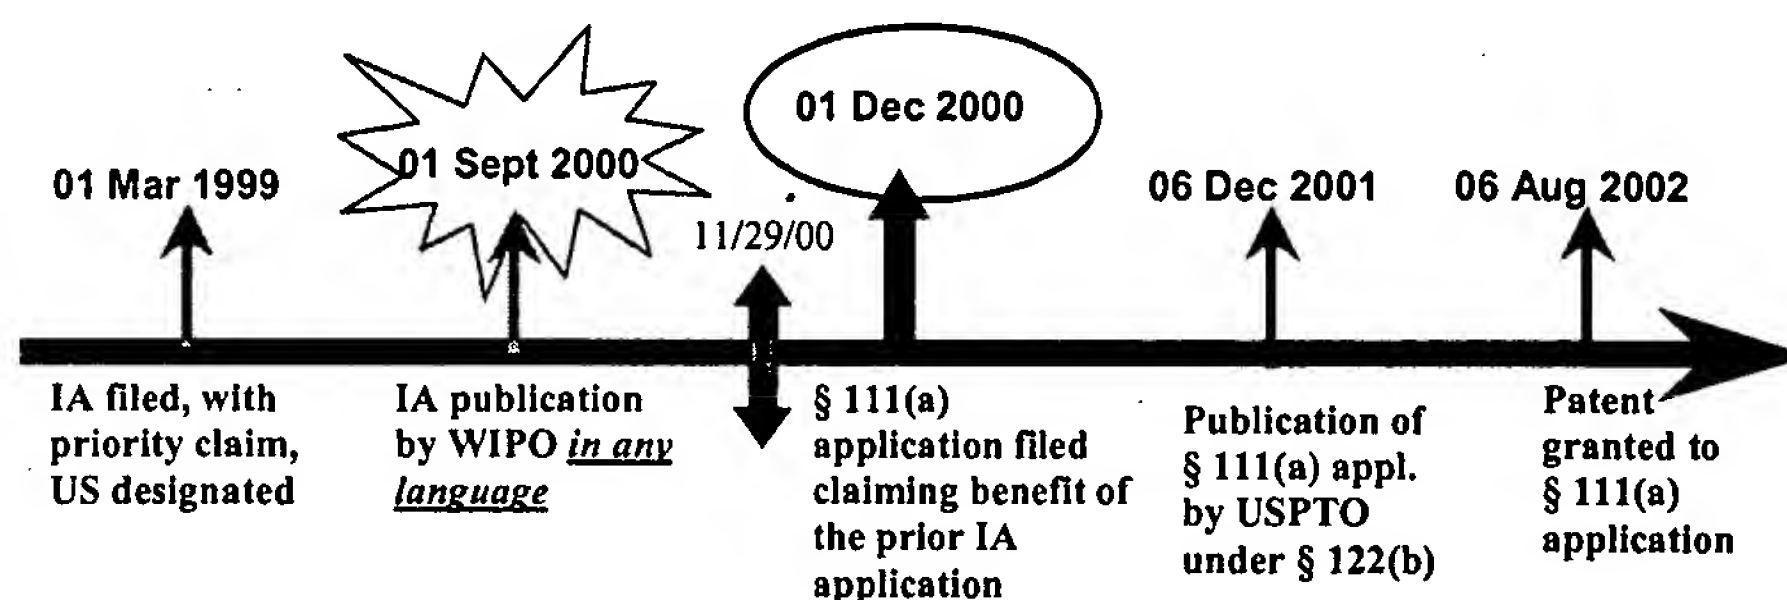 01 Mar 1999
01 Sept 2000
11/29/00
01 Dec 2000
06 Dec 2001
06 Aug 2002
IA filed, with
priority claim,
US designated
IA publication
by WIPO in any
language
§ 111(a)
application filed
claiming benefit of
the prior IA
application
Publication of
§ 111(a) appl.
by USPTO
under § 122(b)
Patent
granted to
§ 111(a)
application